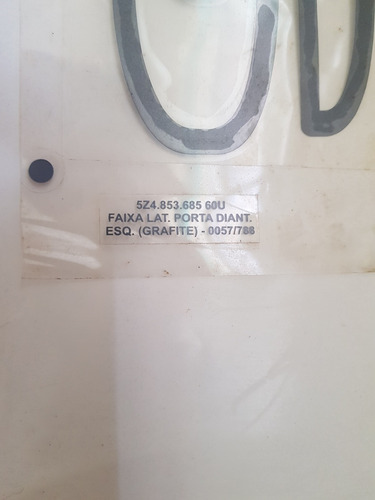 5Z4.853.685 60U
FAIXA LAT. PORTA DIANT.
ESQ. (GRAFITE) - 0057/788